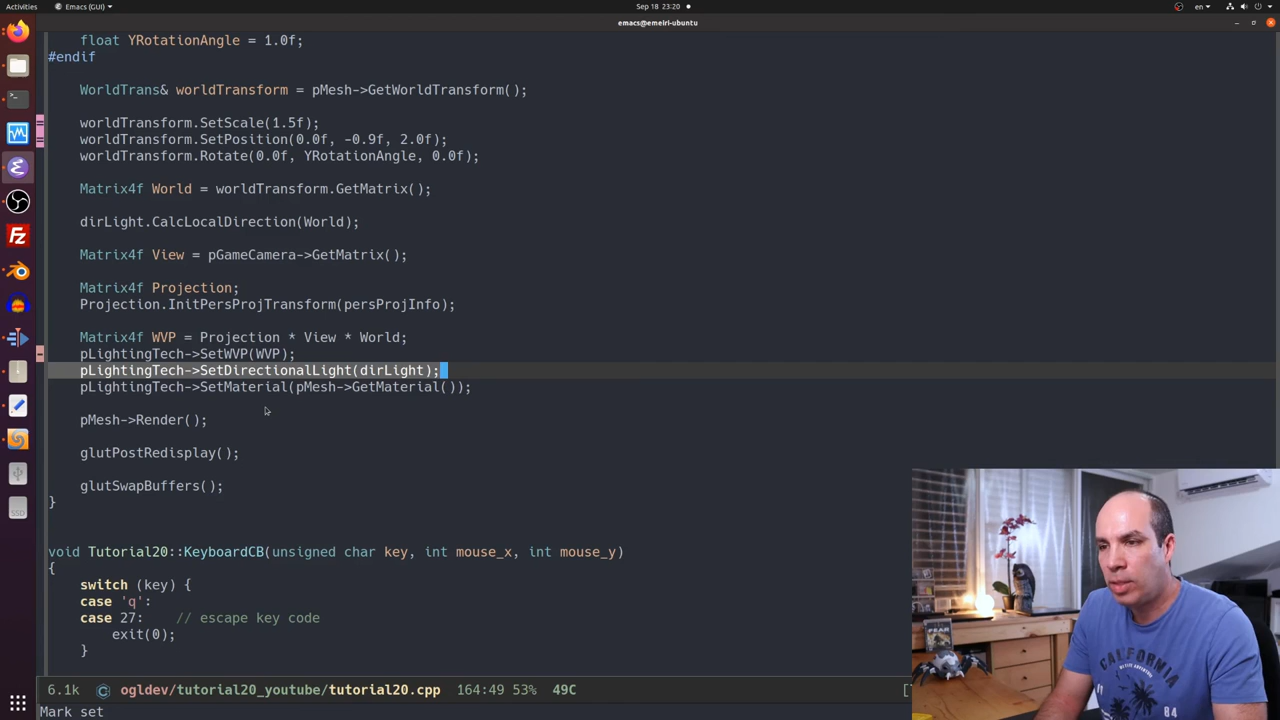 Activities
Emacs (GUI)
Sep 18 23:20
en
emacs@emeiri-ubuntu
float YRotationAngle = 1.0f;
#endif
WorldTrans& worldTransform = pMesh->GetWorldTransform();
worldTransform.SetScale(1.5f);
worldTransform.SetPosition(0.0f, -0.9f, 2.0f);
worldTransform.Rotate(0.0f, YRotationAngle, 0.0f);
Matrix4f World = worldTransform.GetMatrix();
dirLight.CalcLocalDirection(World);
Matrix4f View = pGameCamera->GetMatrix();
Matrix4f Projection;
Projection.InitPersProjTransform(persProjInfo);
Matrix4f WVP = Projection * View * World;
pLightingTech->SetWVP(WVP);
pLightingTech->SetDirectionalLight(dirLight);
pLightingTech->SetMaterial(pMesh->GetMaterial());
pMesh->Render();
glutPostRedisplay();
glutSwapBuffers();
}
void Tutorial20::KeyboardCB(unsigned char key, int mouse_x, int mouse_y)
{
switch (key) {
case 'q':
case 27:    // escape key code
exit(0);
}
6.1k ogldev/tutorial20_youtube/tutorial20.cpp 164:49 53% 49C
Mark set
Fz
SSD
CALIFORNIA
84